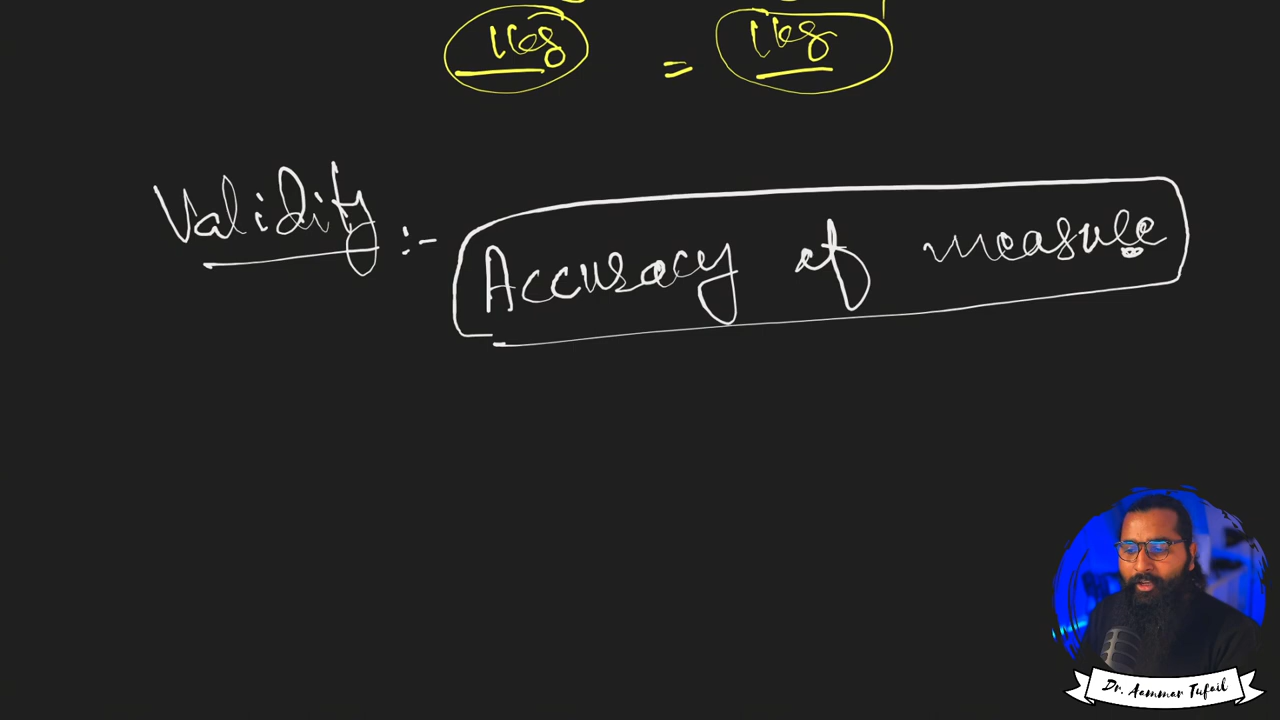 1kg = 1kg
Validity :- Accuracy of measure
Dr. Aammar Tufail